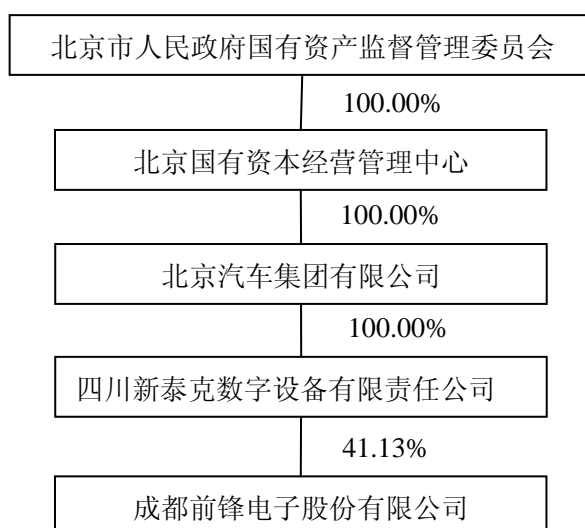 北京市人民政府国有资产监督管理委员会
100.00%
北京国有资本经营管理中心
100.00%
北京汽车集团有限公司
100.00%
四川新泰克数字设备有限责任公司
41.13%
成都前锋电子股份有限公司